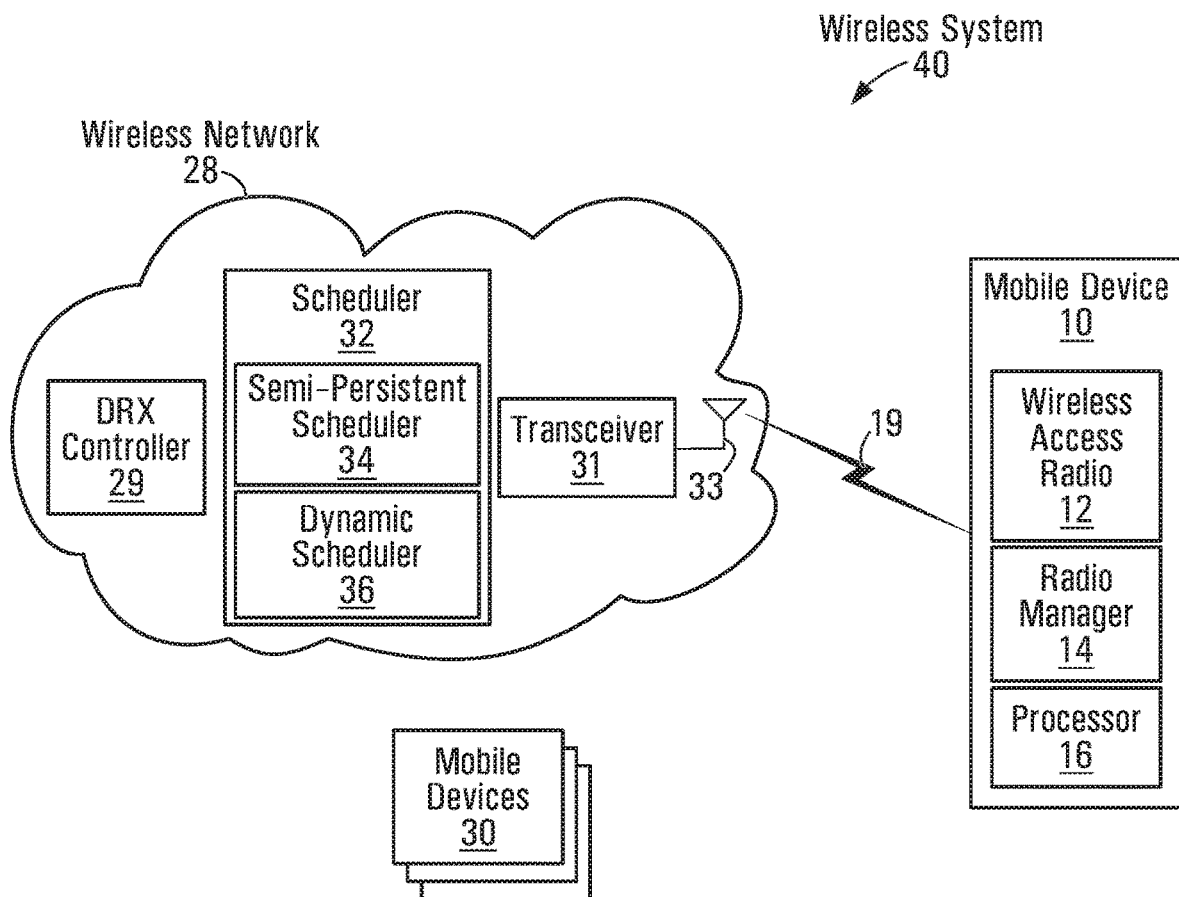 Wireless System
40
Wireless Network
28
Scheduler
32
Semi-Persistent
Scheduler
34
Dynamic
Scheduler
36
DRX
Controller
29
Transceiver
31
33
19
Mobile Device
10
Wireless
Access
Radio
12
Radio
Manager
14
Processor
16
Mobile
Devices
30